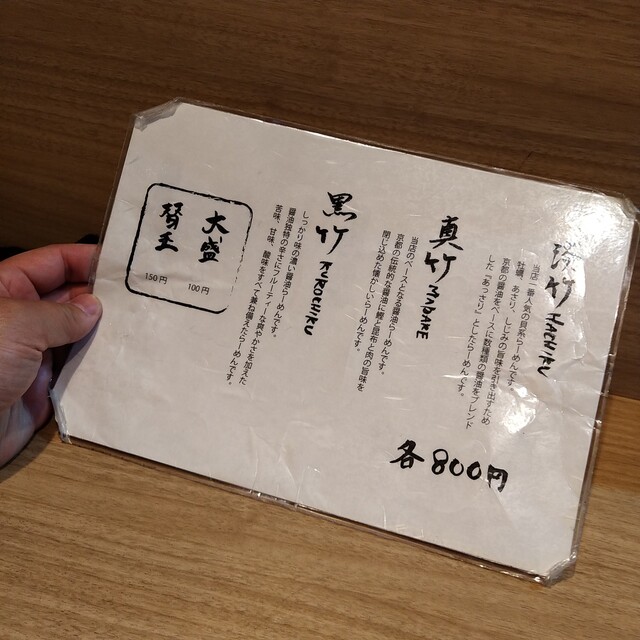 淡竹 HACHIKU
当店一番人気の貝系らーめんです。
牡蠣、あさり、しじみの旨味を引き出すため
京都の醤油をベースに数種類の醤油をブレンド
した「あっさり」としたらーめんです。
真竹 MADAKE
当店のベースとなる醤油らーめんです。
京都の伝統的な醤油に鰹と昆布と肉の旨味を
閉じ込めた懐かしいらーめんです。
黒竹 KUROCHIKU
しっかり味の濃い醤油らーめんです。
醤油独特の辛さにフルーティーな爽やかさを加えた
苦味、甘味、酸味をすべて兼ね備えたらーめんです。
各800円
大盛
100円
替玉
150円